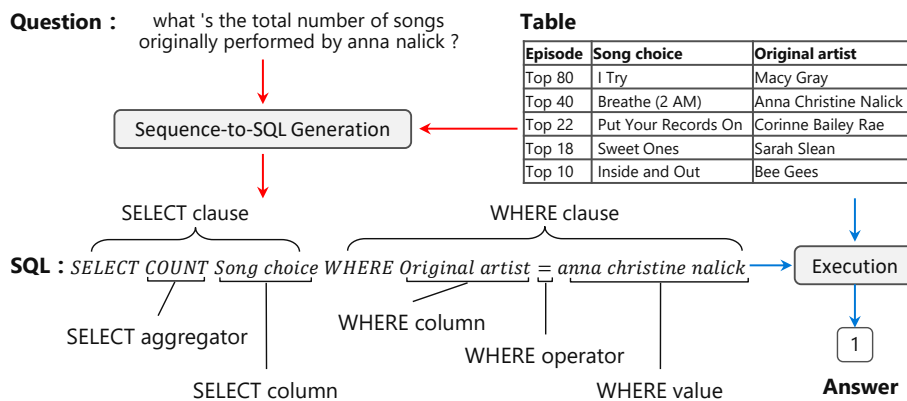 Question :
what 's the total number of songs
originally performed by anna nalick ?
Table
Episode Song choice Original artist
Top 80 I Try Macy Gray
Top 40 Breathe (2 AM) Anna Christine Nalick
Top 22 Put Your Records On Corinne Bailey Rae
Top 18 Sweet Ones Sarah Slean
Top 10 Inside and Out Bee Gees
Sequence-to-SQL Generation
SELECT clause
WHERE clause
SQL : SELECT COUNT Song choice WHERE Original artist = anna christine nalick
Execution
SELECT aggregator
WHERE column
WHERE operator
SELECT column
WHERE value
1
Answer